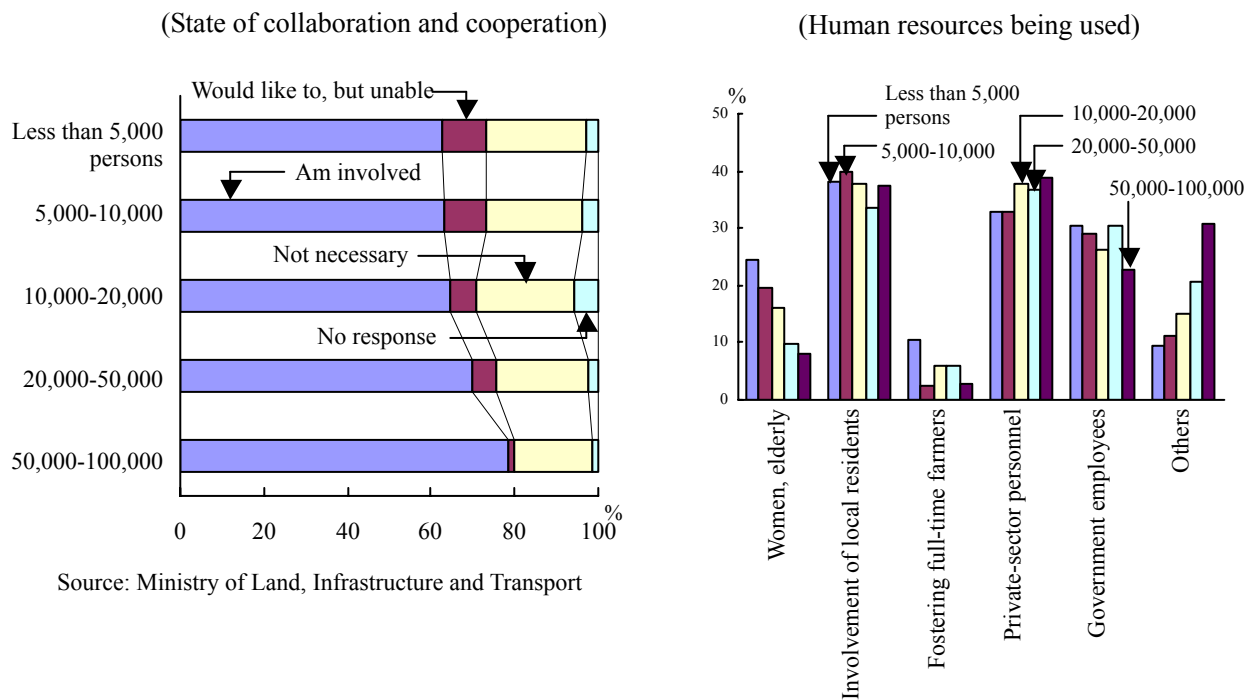 (State of collaboration and cooperation)
Would like to, but unable
Less than 5,000
persons
Am involved
5,000-10,000
Not necessary
10,000-20,000
No response
20,000-50,000
50,000-100,000
0 20 40 60 80 100
%
Source: Ministry of Land, Infrastructure and Transport
(Human resources being used)
%
Less than 5,000
persons
5,000-10,000
10,000-20,000
20,000-50,000
50,000-100,000
50
40
30
20
10
0
Women, elderly
Involvement of local residents
Fostering full-time farmers
Private-sector personnel
Government employees
Others